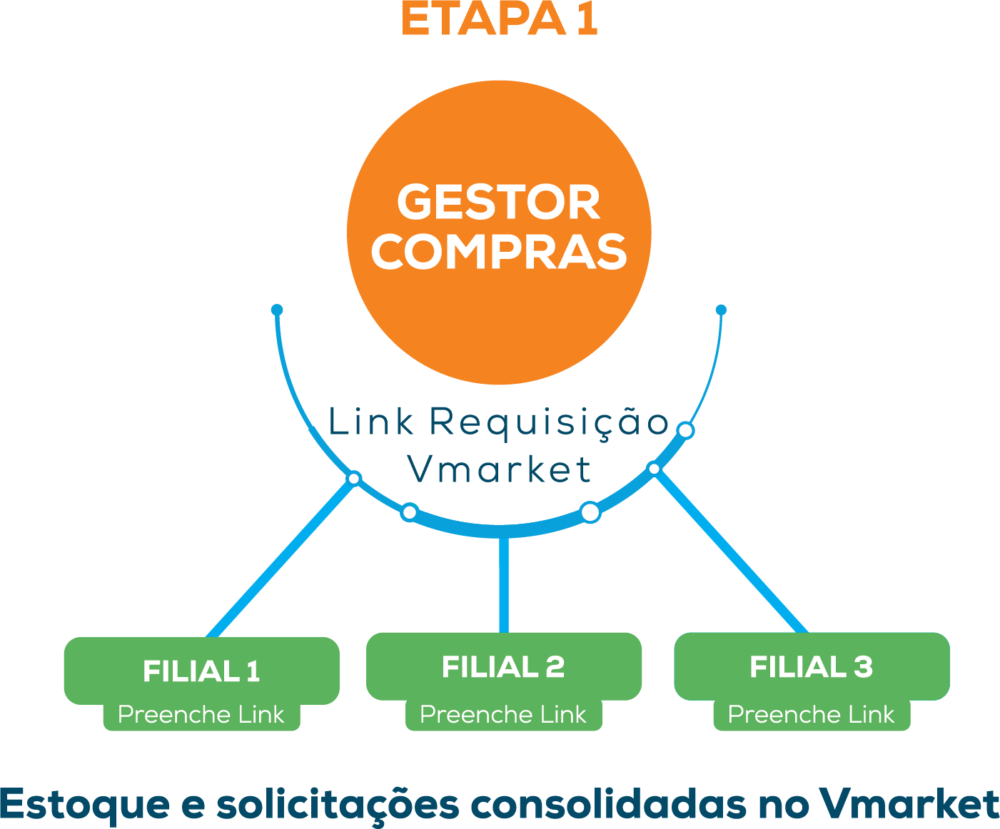 ETAPA 1
GESTOR
COMPRAS
Link Requisição
Vmarket
FILIAL 1
Preenche Link
FILIAL 2
Preenche Link
FILIAL 3
Preenche Link
Estoque e solicitações consolidadas no Vmarket